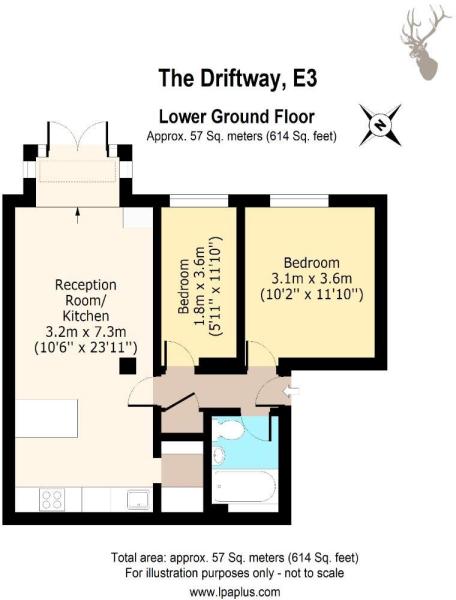 The Driftway, E3
Lower Ground Floor
Approx. 57 Sq. meters (614 Sq. feet)
N
Reception
Room/
Kitchen
3.2m x 7.3m
(10'6" x 23'11")
Bedroom
1.8m x 3.6m
(5'11" x 11'10")
Bedroom
3.1m x 3.6m
(10'2" x 11'10")
Total area: approx. 57 Sq. meters (614 Sq. feet)
For illustration purposes only - not to scale
www.lpaplus.com